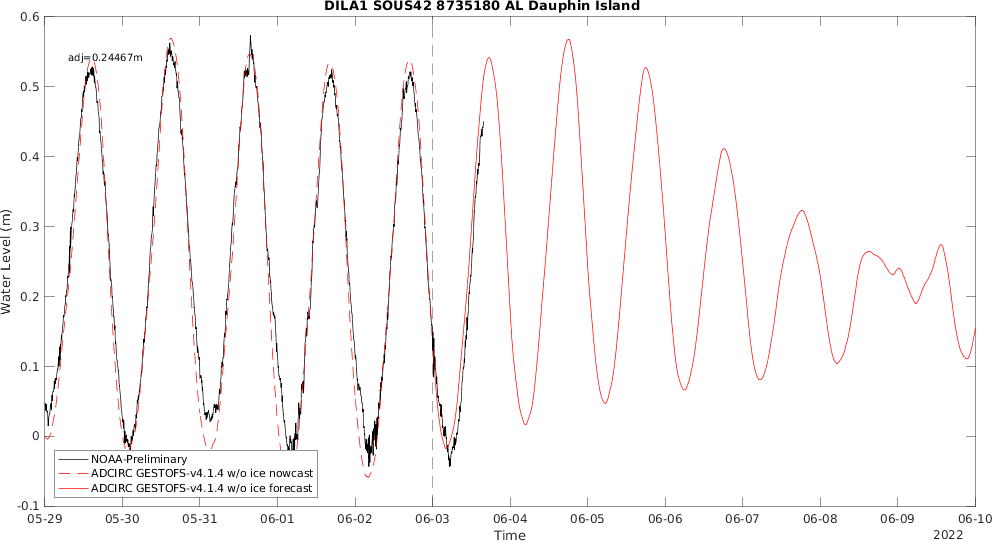 DILA1 SOUS42 8735180 AL Dauphin Island
0.6
adj=0.24467m
0.5
0.4
0.3
Water Level (m)
0.2
0.1
0
NOAA-Preliminary
ADCIRC GESTOFS-v4.1.4 w/o ice nowcast
ADCIRC GESTOFS-v4.1.4 w/o ice forecast
-0.1
05-29 05-30 05-31 06-01 06-02 06-03 06-04 06-05 06-06 06-07 06-08 06-09 06-10
Time
2022